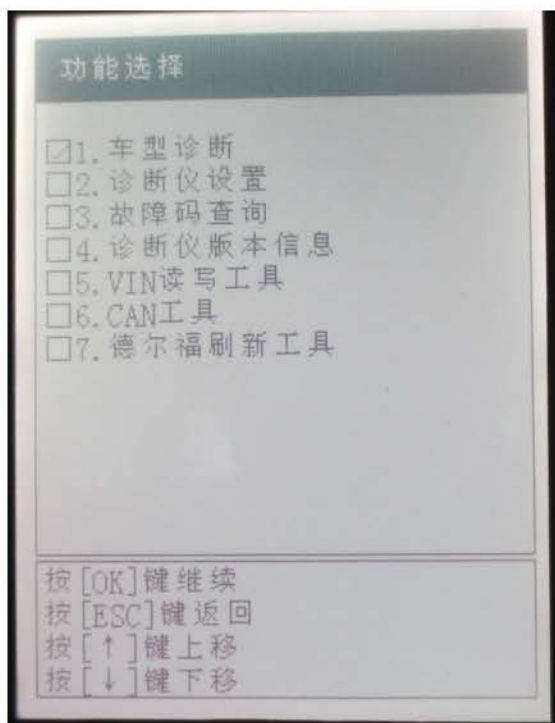 功能选择
☑1.车型诊断
☐2.诊断仪设置
☐3.故障码查询
☐4.诊断仪版本信息
☐5.VIN读写工具
☐6.CAN工具
☐7.德尔福刷新工具
按[OK]键继续
按[ESC]键返回
按[↑]键上移
按[↓]键下移